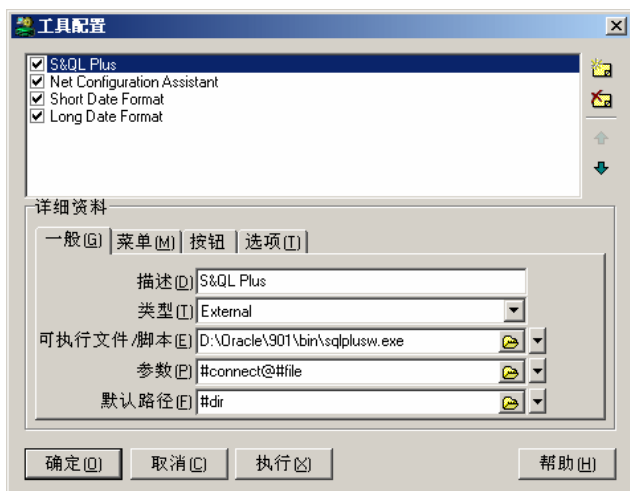 工具配置
S&QL Plus
Net Configuration Assistant
Short Date Format
Long Date Format
详细资料
一般(G) 菜单(M) 按钮 选项(T)
描述(D) S&QL Plus
类型(T) External
可执行文件/脚本(E) D:\Oracle\901\bin\sqlplusw.exe
参数(P) #connect@#file
默认路径(F) #dir
确定(O) 取消(C) 执行(X) 帮助(H)